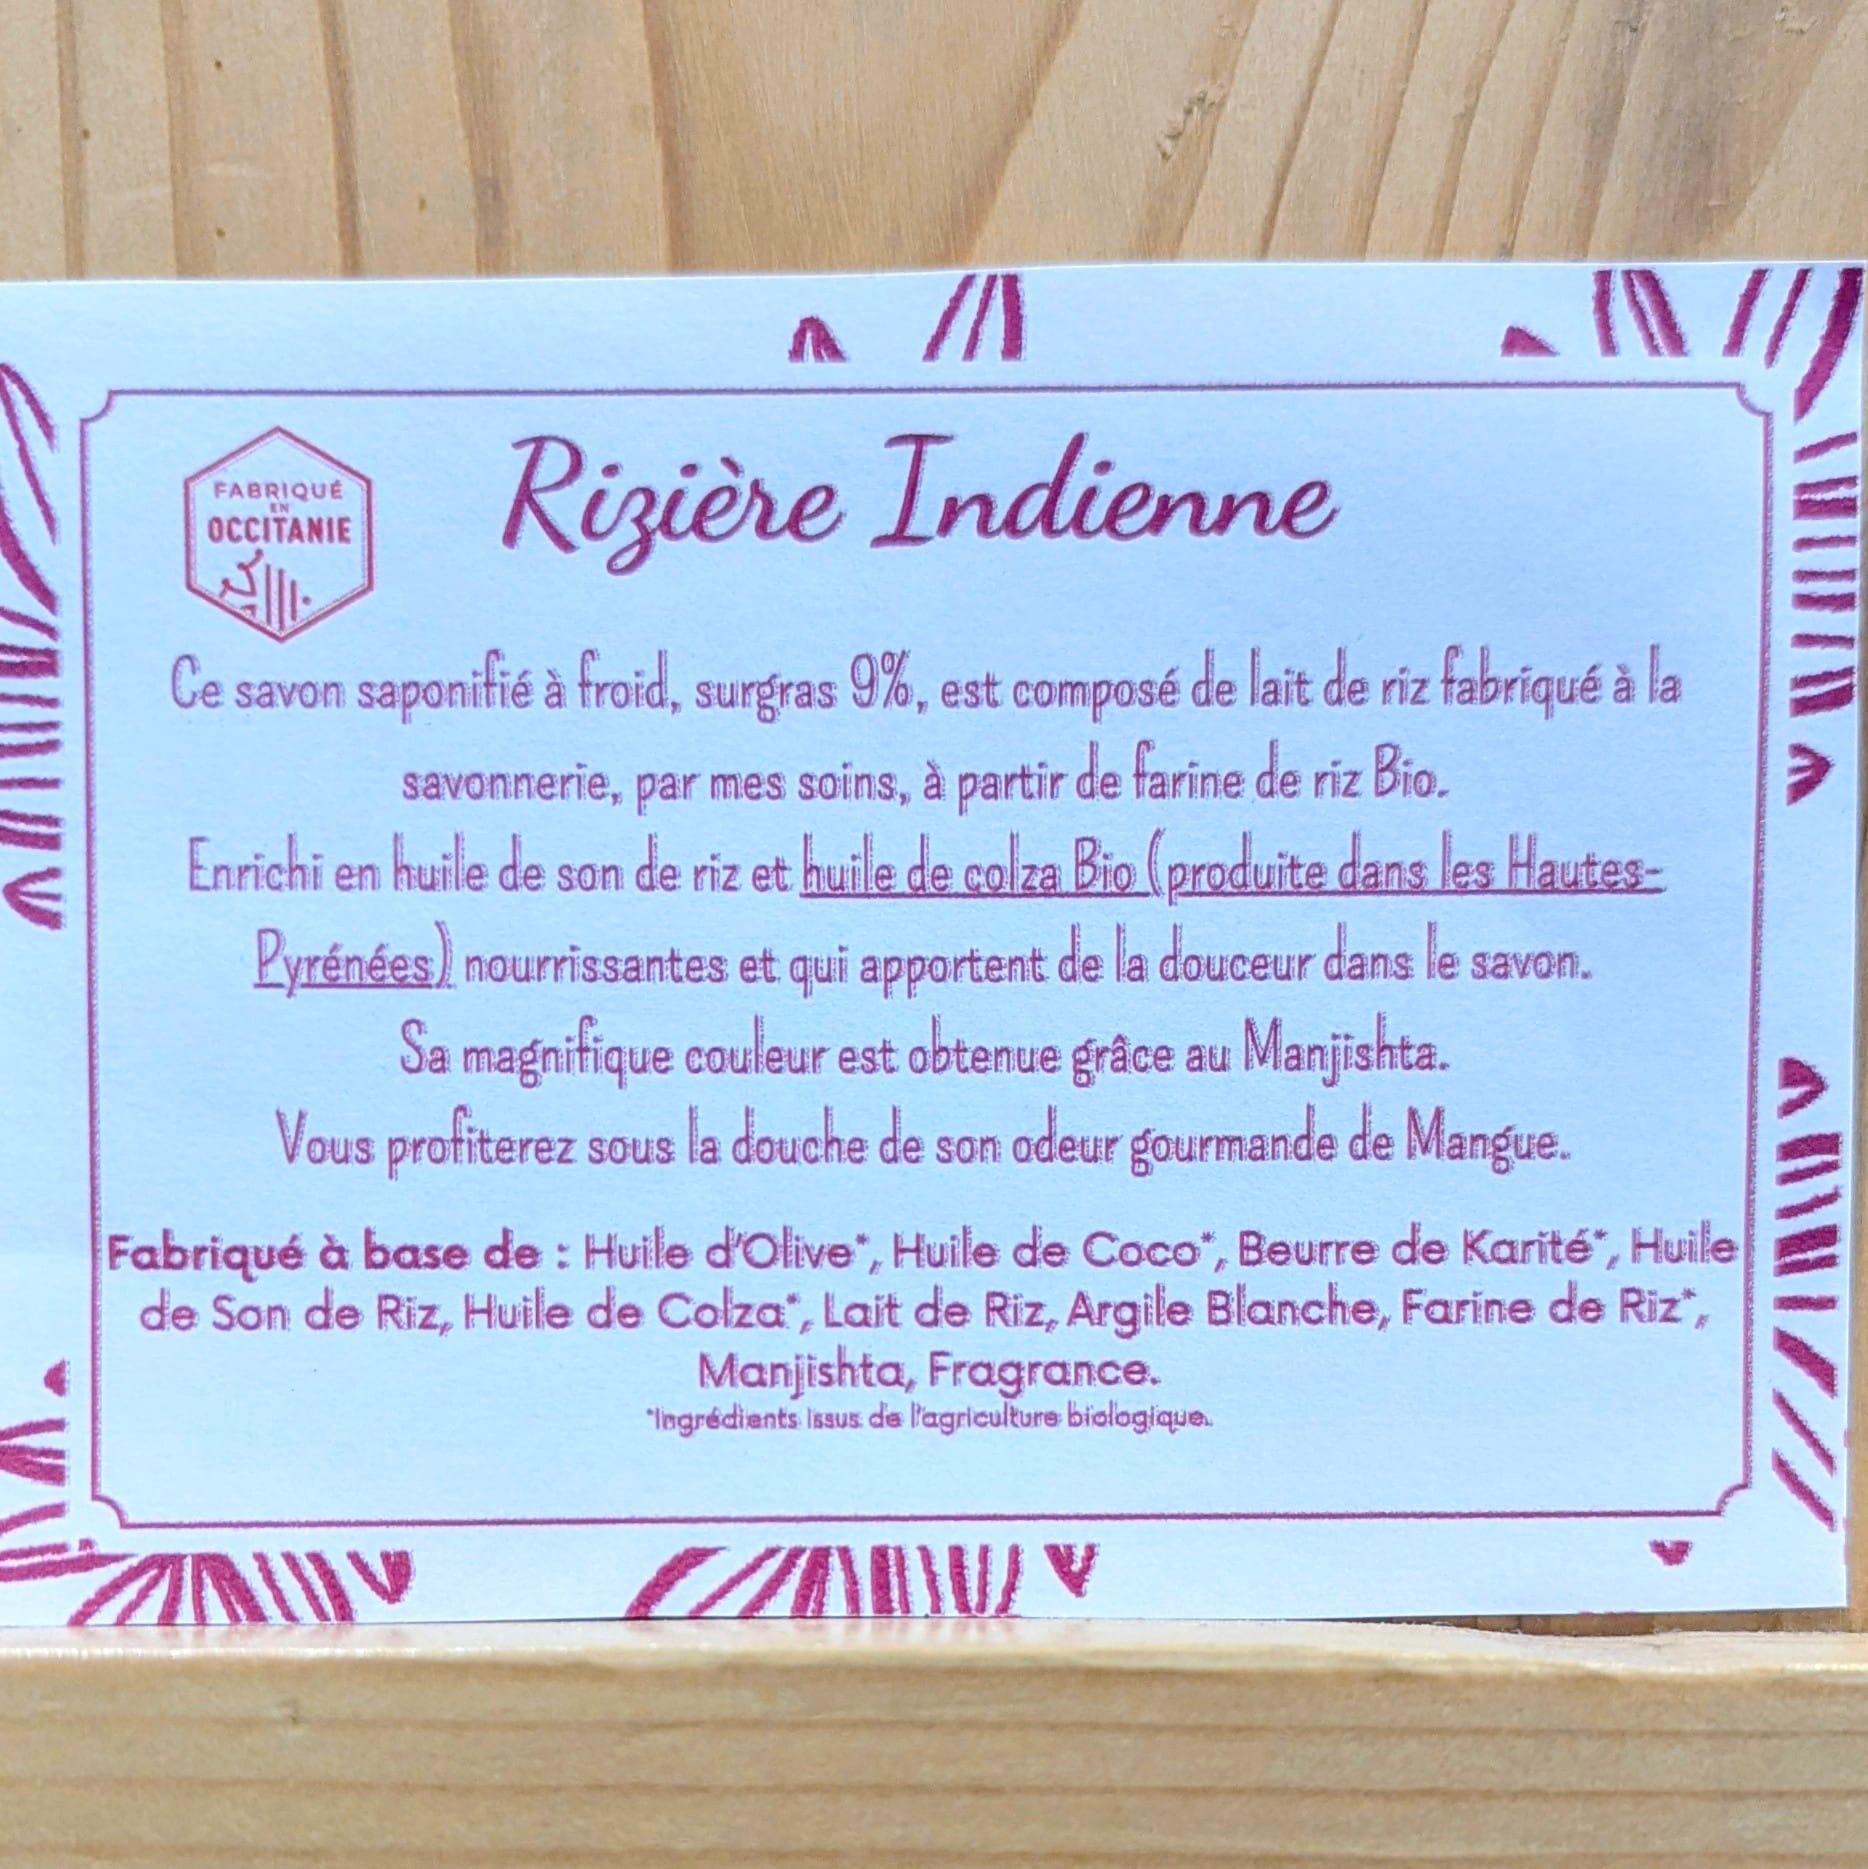 FABRIQUÉ
EN
OCCITANIE
Rizière Indienne
Ce savon saponifié à froid, surgras 9%, est composé de lait de riz fabriqué à la
savonnerie, par mes soins, à partir de farine de riz Bio.
Enrichi en huile de son de riz et huile de colza Bio (produite dans les Hautes-
Pyrénées) nourrissantes et qui apportent de la douceur dans le savon.
Sa magnifique couleur est obtenue grâce au Manjishta.
Vous profiterez sous la douche de son odeur gourmande de Mangue.
Fabriqué à base de : Huile d'Olive*, Huile de Coco*, Beurre de Karité*, Huile
de Son de Riz, Huile de Colza*, Lait de Riz, Argile Blanche, Farine de Riz*,
Manjishta, Fragrance.
*Ingrédients issus de l'agriculture biologique.